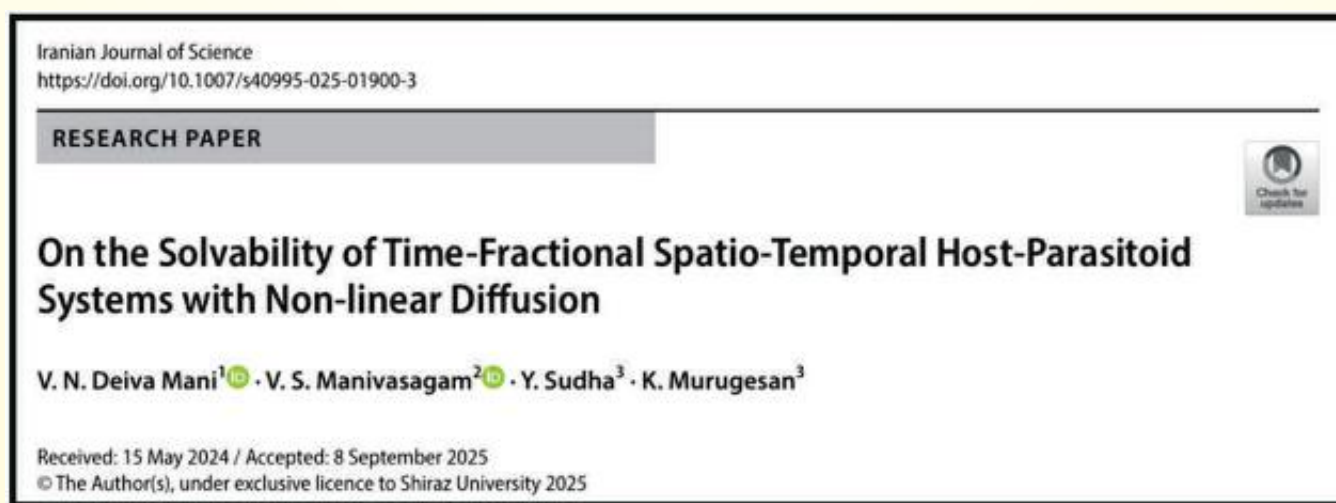 Iranian Journal of Science
https://doi.org/10.1007/s40995-025-01900-3
RESEARCH PAPER
Check for
updates
On the Solvability of Time-Fractional Spatio-Temporal Host-Parasitoid
Systems with Non-linear Diffusion
V. N. Deiva Mani¹ iD · V. S. Manivasagam² iD · Y. Sudha³ · K. Murugesan³
Received: 15 May 2024 / Accepted: 8 September 2025
© The Author(s), under exclusive licence to Shiraz University 2025